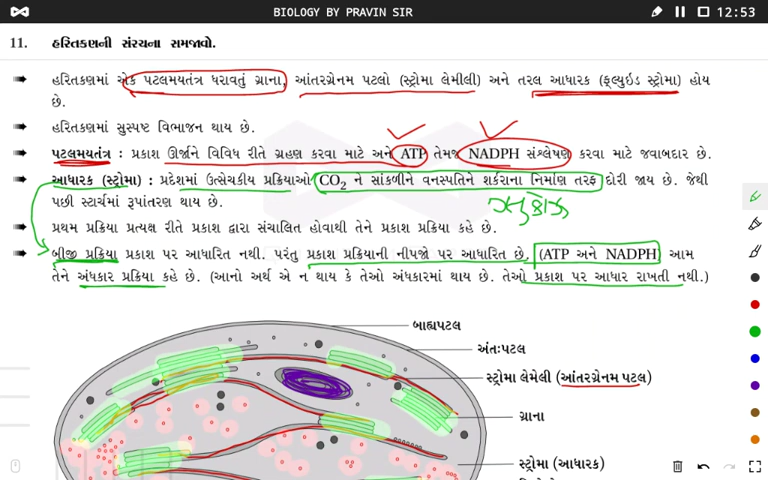 BIOLOGY BY PRAVIN SIR
12:53
11. હરિતકણની સંરચના સમજાવો.
હરિતકણમાં એક પટલમયતંત્ર ધરાવતું ગ્રાના, આંતરગ્રેનમ પટલો (સ્ટ્રોમા લેમીલી) અને તરલ આધારક (ફ્લ્યુઇડ સ્ટ્રોમા) હોય
છે.
હરિતકણમાં સુસ્પષ્ટ વિભાજન થાય છે.
પટલમયતંત્ર : પ્રકાશ ઊર્જાને વિવિધ રીતે ગ્રહણ કરવા માટે અને ATP તેમજ NADPH સંશ્લેષણ કરવા માટે જવાબદાર છે.
આધારક (સ્ટ્રોમા) : પ્રદેશમાં ઉત્સેચકીય પ્રક્રિયાઓ CO2 ને સાંકળીને વનસ્પતિને શર્કરાના નિર્માણ તરફ દોરી જાય છે. જેથી
પછી સ્ટાર્ચમાં રૂપાંતરણ થાય છે.
પ્રથમ પ્રક્રિયા પ્રત્યક્ષ રીતે પ્રકાશ દ્વારા સંચાલિત હોવાથી તેને પ્રકાશ પ્રક્રિયા કહે છે.
બીજી પ્રક્રિયા પ્રકાશ પર આધારિત નથી. પરંતુ પ્રકાશ પ્રક્રિયાની નીપજો પર આધારિત છે. (ATP અને NADPH) આમ
તેને અંધકાર પ્રક્રિયા કહે છે. (આનો અર્થ એ ન થાય કે તેઓ અંધકારમાં થાય છે. તેઓ પ્રકાશ પર આધાર રાખતી નથી.)
બાહ્યપટલ
અંતઃપટલ
સ્ટ્રોમા લેમીલી (આંતરગ્રેનમ પટલ)
ગ્રાના
સ્ટ્રોમા (આધારક)